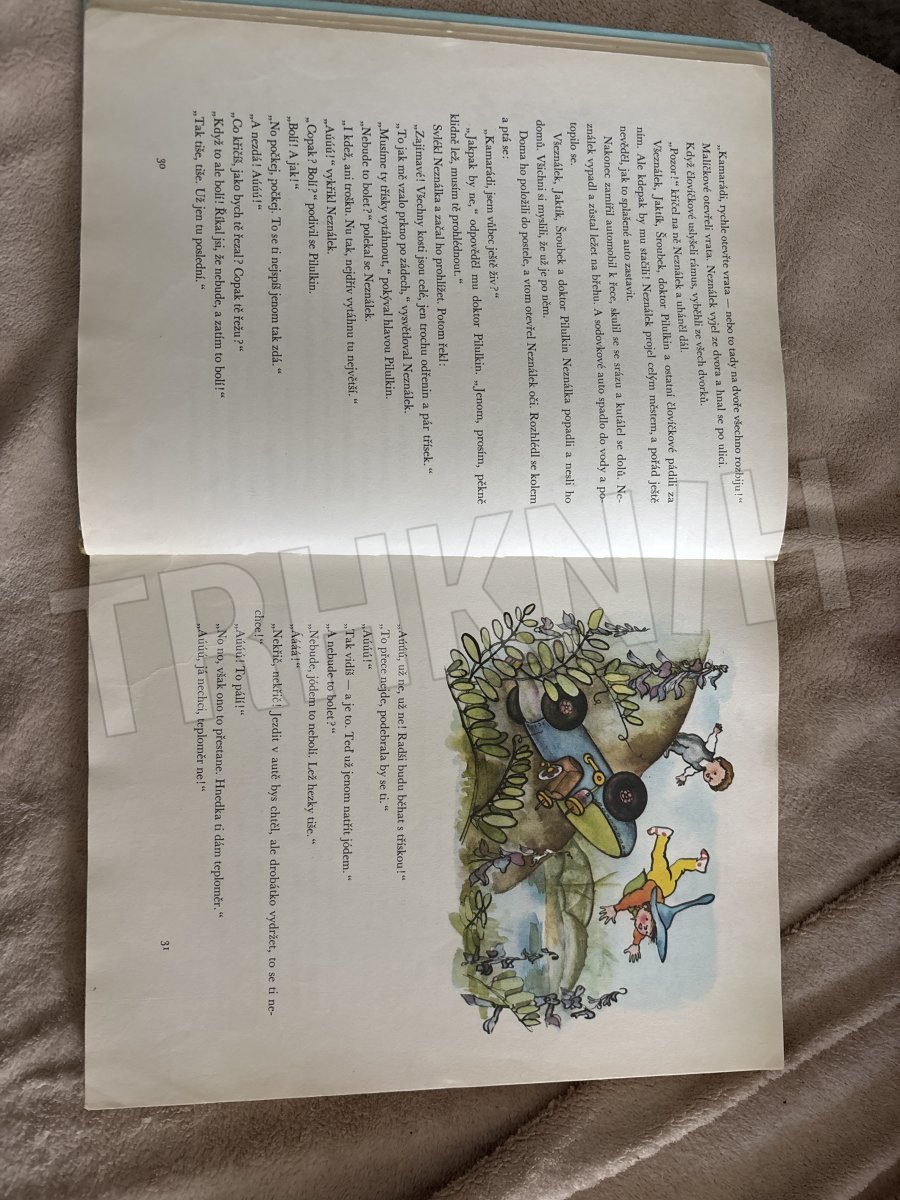 „Kamarádi, rychle otevřte vrata — nebo to tady na dvoře všechno rozbiju!“
Malíčkové otevřeli vrata. Neználek vyjel ze dvora a hnal se po ulici.
Když človíčkové uslyšeli rámus, vyběhli ze všech dvorků.
„Pozor!“ křičel na ně Neználek a uháněl dál.
Všeználek, Jaktik, Šroubek, doktor Pilulkin a ostatní človíčkové pádili za
ním. Ale kdepak by mu stačili! Neználek projel celým městem, a pořád ještě
nevěděl, jak to splašené auto zastavit.
Nakonec zamířil automobil k řece, skulil se se srázu a kutálel se dolů. Ne-
ználek vypadl a zůstal ležet na břehu. A sodovkové auto spadlo do vody a po-
topilo se.
Všeználek, Jaktik, Šroubek a doktor Pilulkin Neználka popadli a nesli ho
domů. Všichni si myslili, že už je po něm.
Doma ho položili do postele, a vtom otevřel Neználek oči. Rozhlédl se kolem
a ptá se:
„Kamarádi, jsem vůbec ještě živ?“
„Jakpak by ne,“ odpověděl mu doktor Pilulkin. „Jenom, prosím, pěkně
klidně lež, musím tě prohlédnout.“
Svlékl Neználka a začal ho prohlížet. Potom řekl:
„Zajímavé! Všechny kosti jsou celé, jen trochu odřenin a pár třísek.“
„To jak mě vzalo prkno po zádech,“ vysvětloval Neználek.
„Musíme ty třísky vytáhnout,“ pokýval hlavou Pilulkin.
„Nebude to bolet?“ polekal se Neználek.
„I kdež, ani trošku. Nu tak, nejdřív vytáhnu tu největší.“
„Aúúú!“ vykřikl Neználek.
„Copak? Bolí?“ podivil se Pilulkin.
„Bolí! A jak!“
„No počkej, počkej. To se ti nejspíš jenom tak zdá.“
„A nezdá! Aúúú!“
„Co křičíš, jako bych tě řezal? Copak tě řežu?“
„Když to ale bolí! Říkal jsi, že nebude, a zatím to bolí!“
„Tak tiše, tiše. Už jen tu poslední.“
30
„Aúúú, už ne, už ne! Radši budu běhat s třískou!“
„To přece nejde, podebrala by se ti.“
„Aúúú!“
„Tak vidíš — a je to. Teď už jenom natřít jódem.“
„A nebude to bolet?“
„Nebude, jódem to nebolí. Lež hezky tiše.“
„Áááá!“
„Nekřič, nekřič! Jezdit v autě bys chtěl, ale drobátko vydržet, to se ti ne-
chce!“
„Aúúú! To pálí!“
„No no, však ono to přestane. Hnedka ti dám teploměr.“
„Aúúú, já nechci, teploměr ne!“
31
TRHKNIH